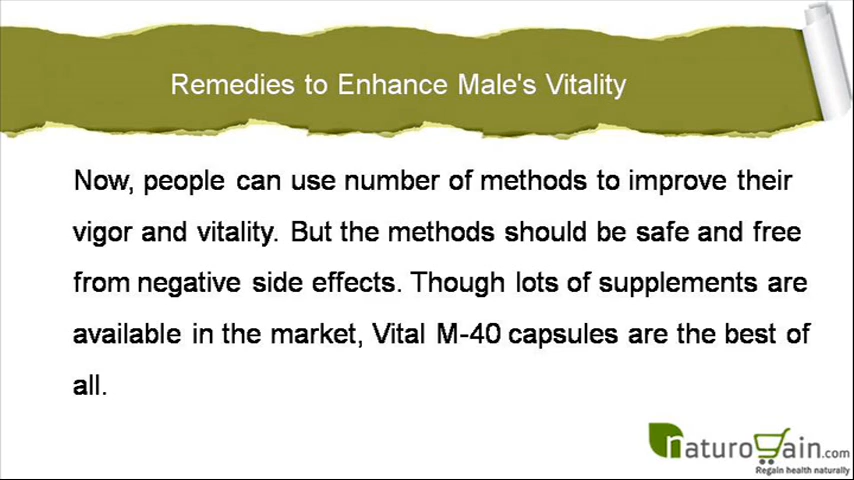 Remedies to Enhance Male's Vitality
Now, people can use number of methods to improve their
vigor and vitality. But the methods should be safe and free
from negative side effects. Though lots of supplements are
available in the market, Vital M-40 capsules are the best of
all.
naturogain.com
Regain health naturally